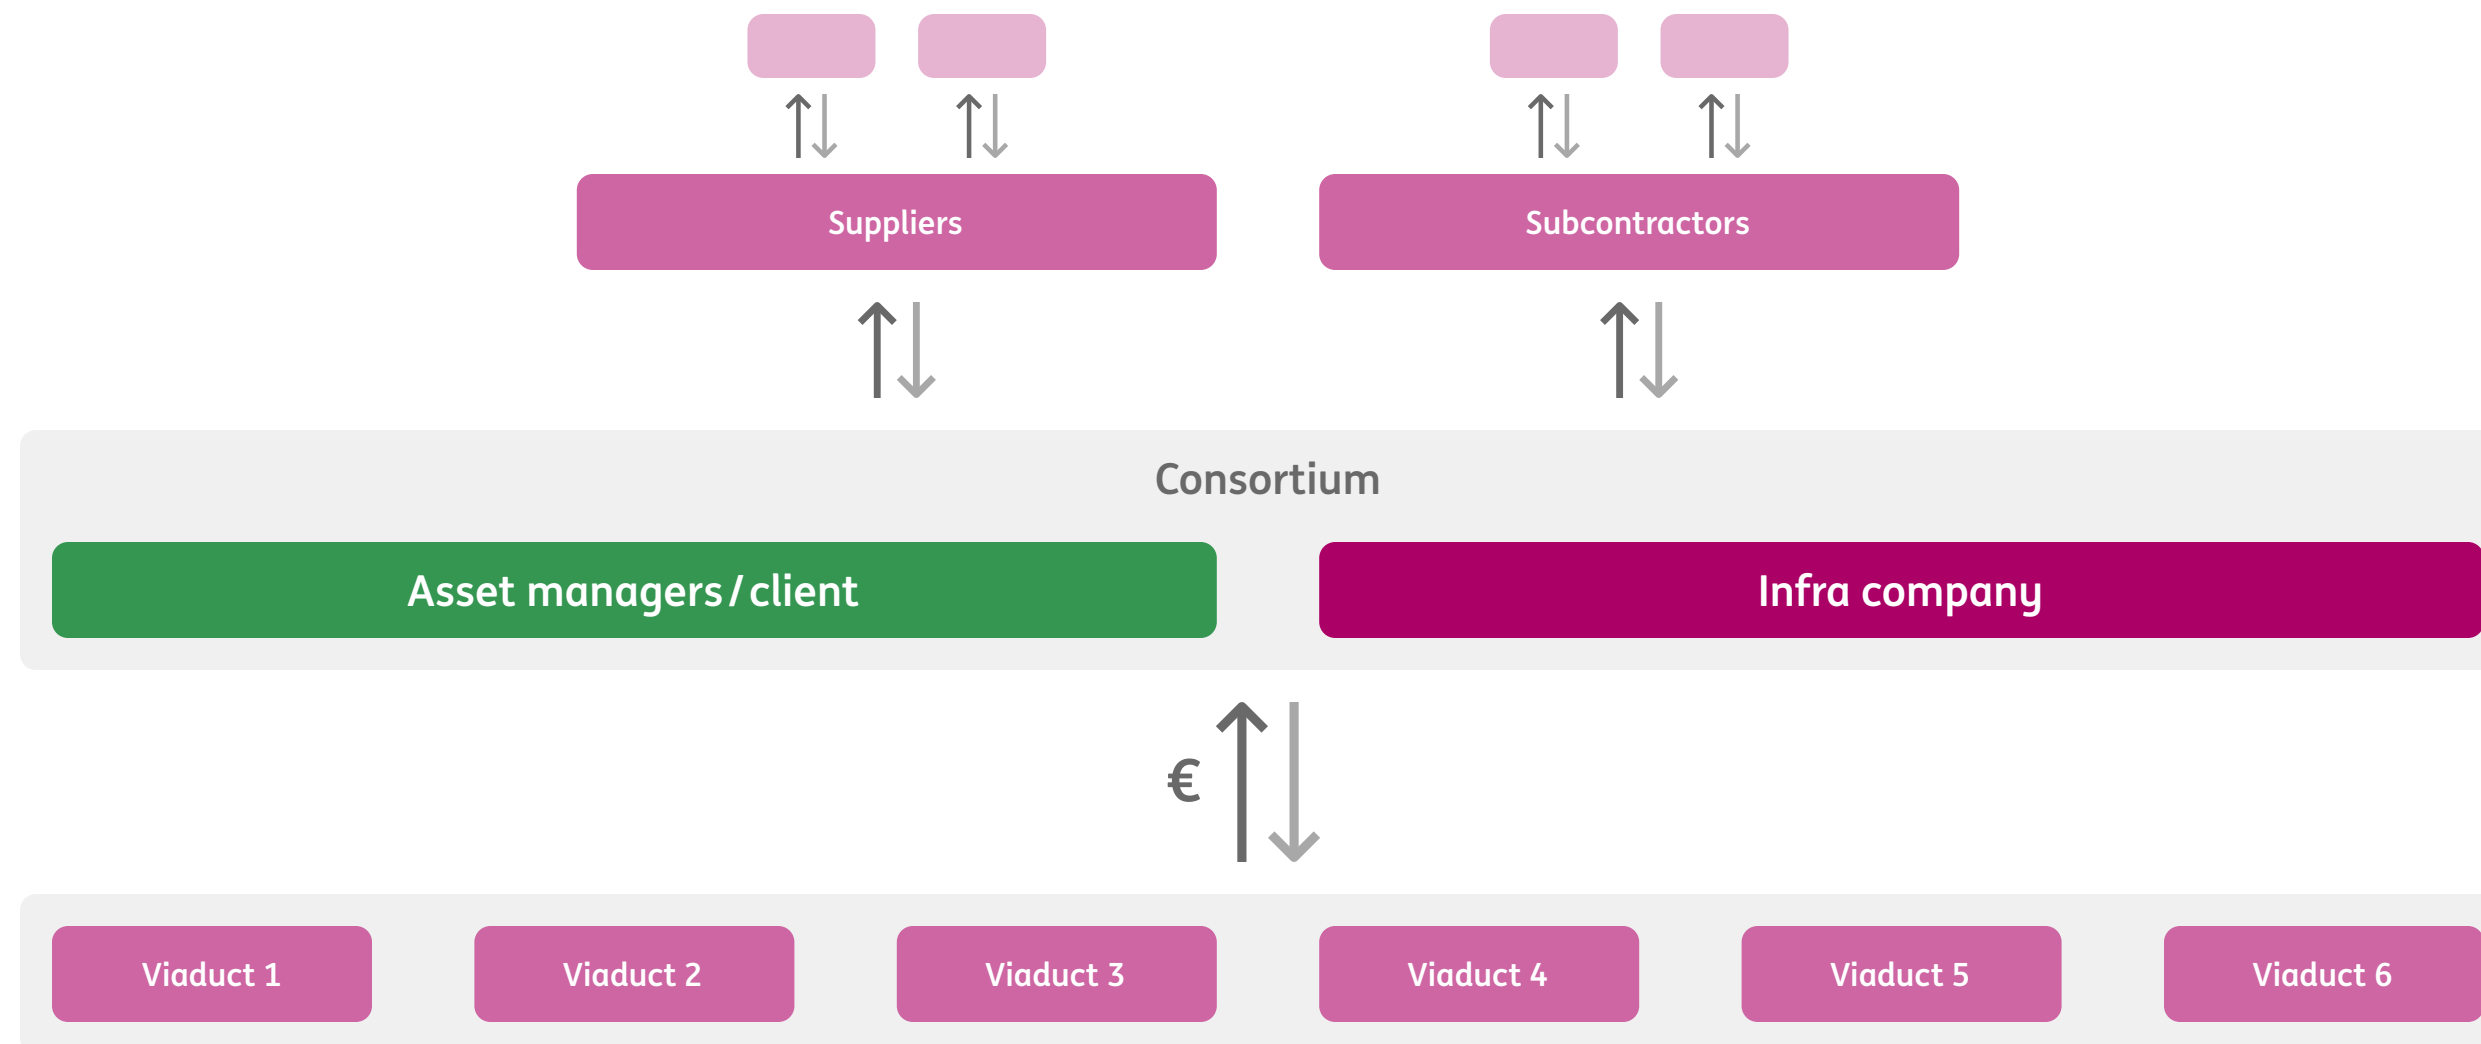 Suppliers
Subcontractors
Consortium
Asset managers/client
Infra company
€
Viaduct 1
Viaduct 2
Viaduct 3
Viaduct 4
Viaduct 5
Viaduct 6